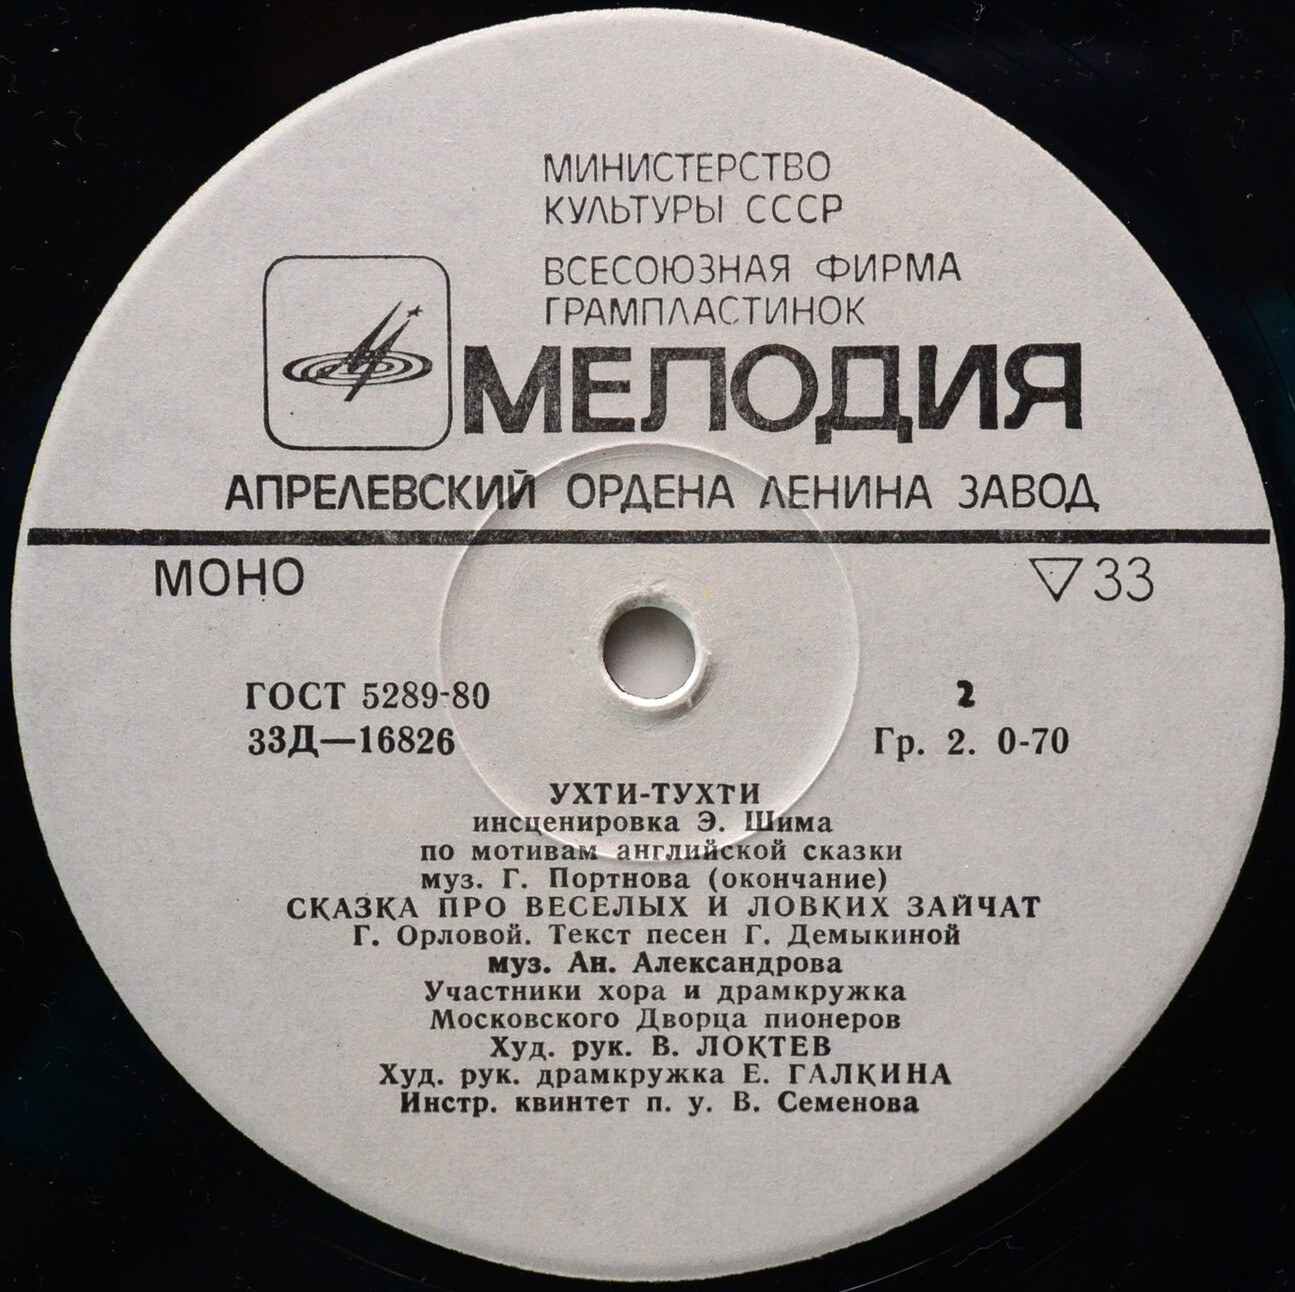 МИНИСТЕРСТВО
КУЛЬТУРЫ СССР
ВСЕСОЮЗНАЯ ФИРМА
ГРАМПЛАСТИНОК
МЕЛОДИЯ
АПРЕЛЕВСКИЙ ОРДЕНА ЛЕНИНА ЗАВОД
МОНО ▽33
ГОСТ 5289-80 2
33Д—16826 Гр. 2. 0-70
УХТИ-ТУХТИ
инсценировка Э. Шима
по мотивам английской сказки
муз. Г. Портнова (окончание)
СКАЗКА ПРО ВЕСЕЛЫХ И ЛОВКИХ ЗАЙЧАТ
Г. Орловой. Текст песен Г. Демыкиной
муз. Ан. Александрова
Участники хора и драмкружка
Московского Дворца пионеров
Худ. рук. В. ЛОКТЕВ
Худ. рук. драмкружка Е. ГАЛКИНА
Инстр. квинтет п. у. В. Семенова